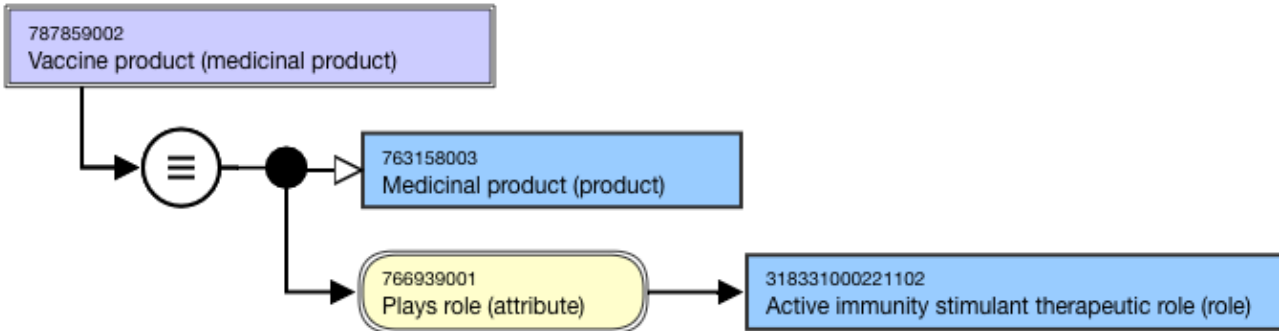 787859002
Vaccine product (medicinal product)
763158003
Medicinal product (product)
766939001
Plays role (attribute)
318331000221102
Active immunity stimulant therapeutic role (role)